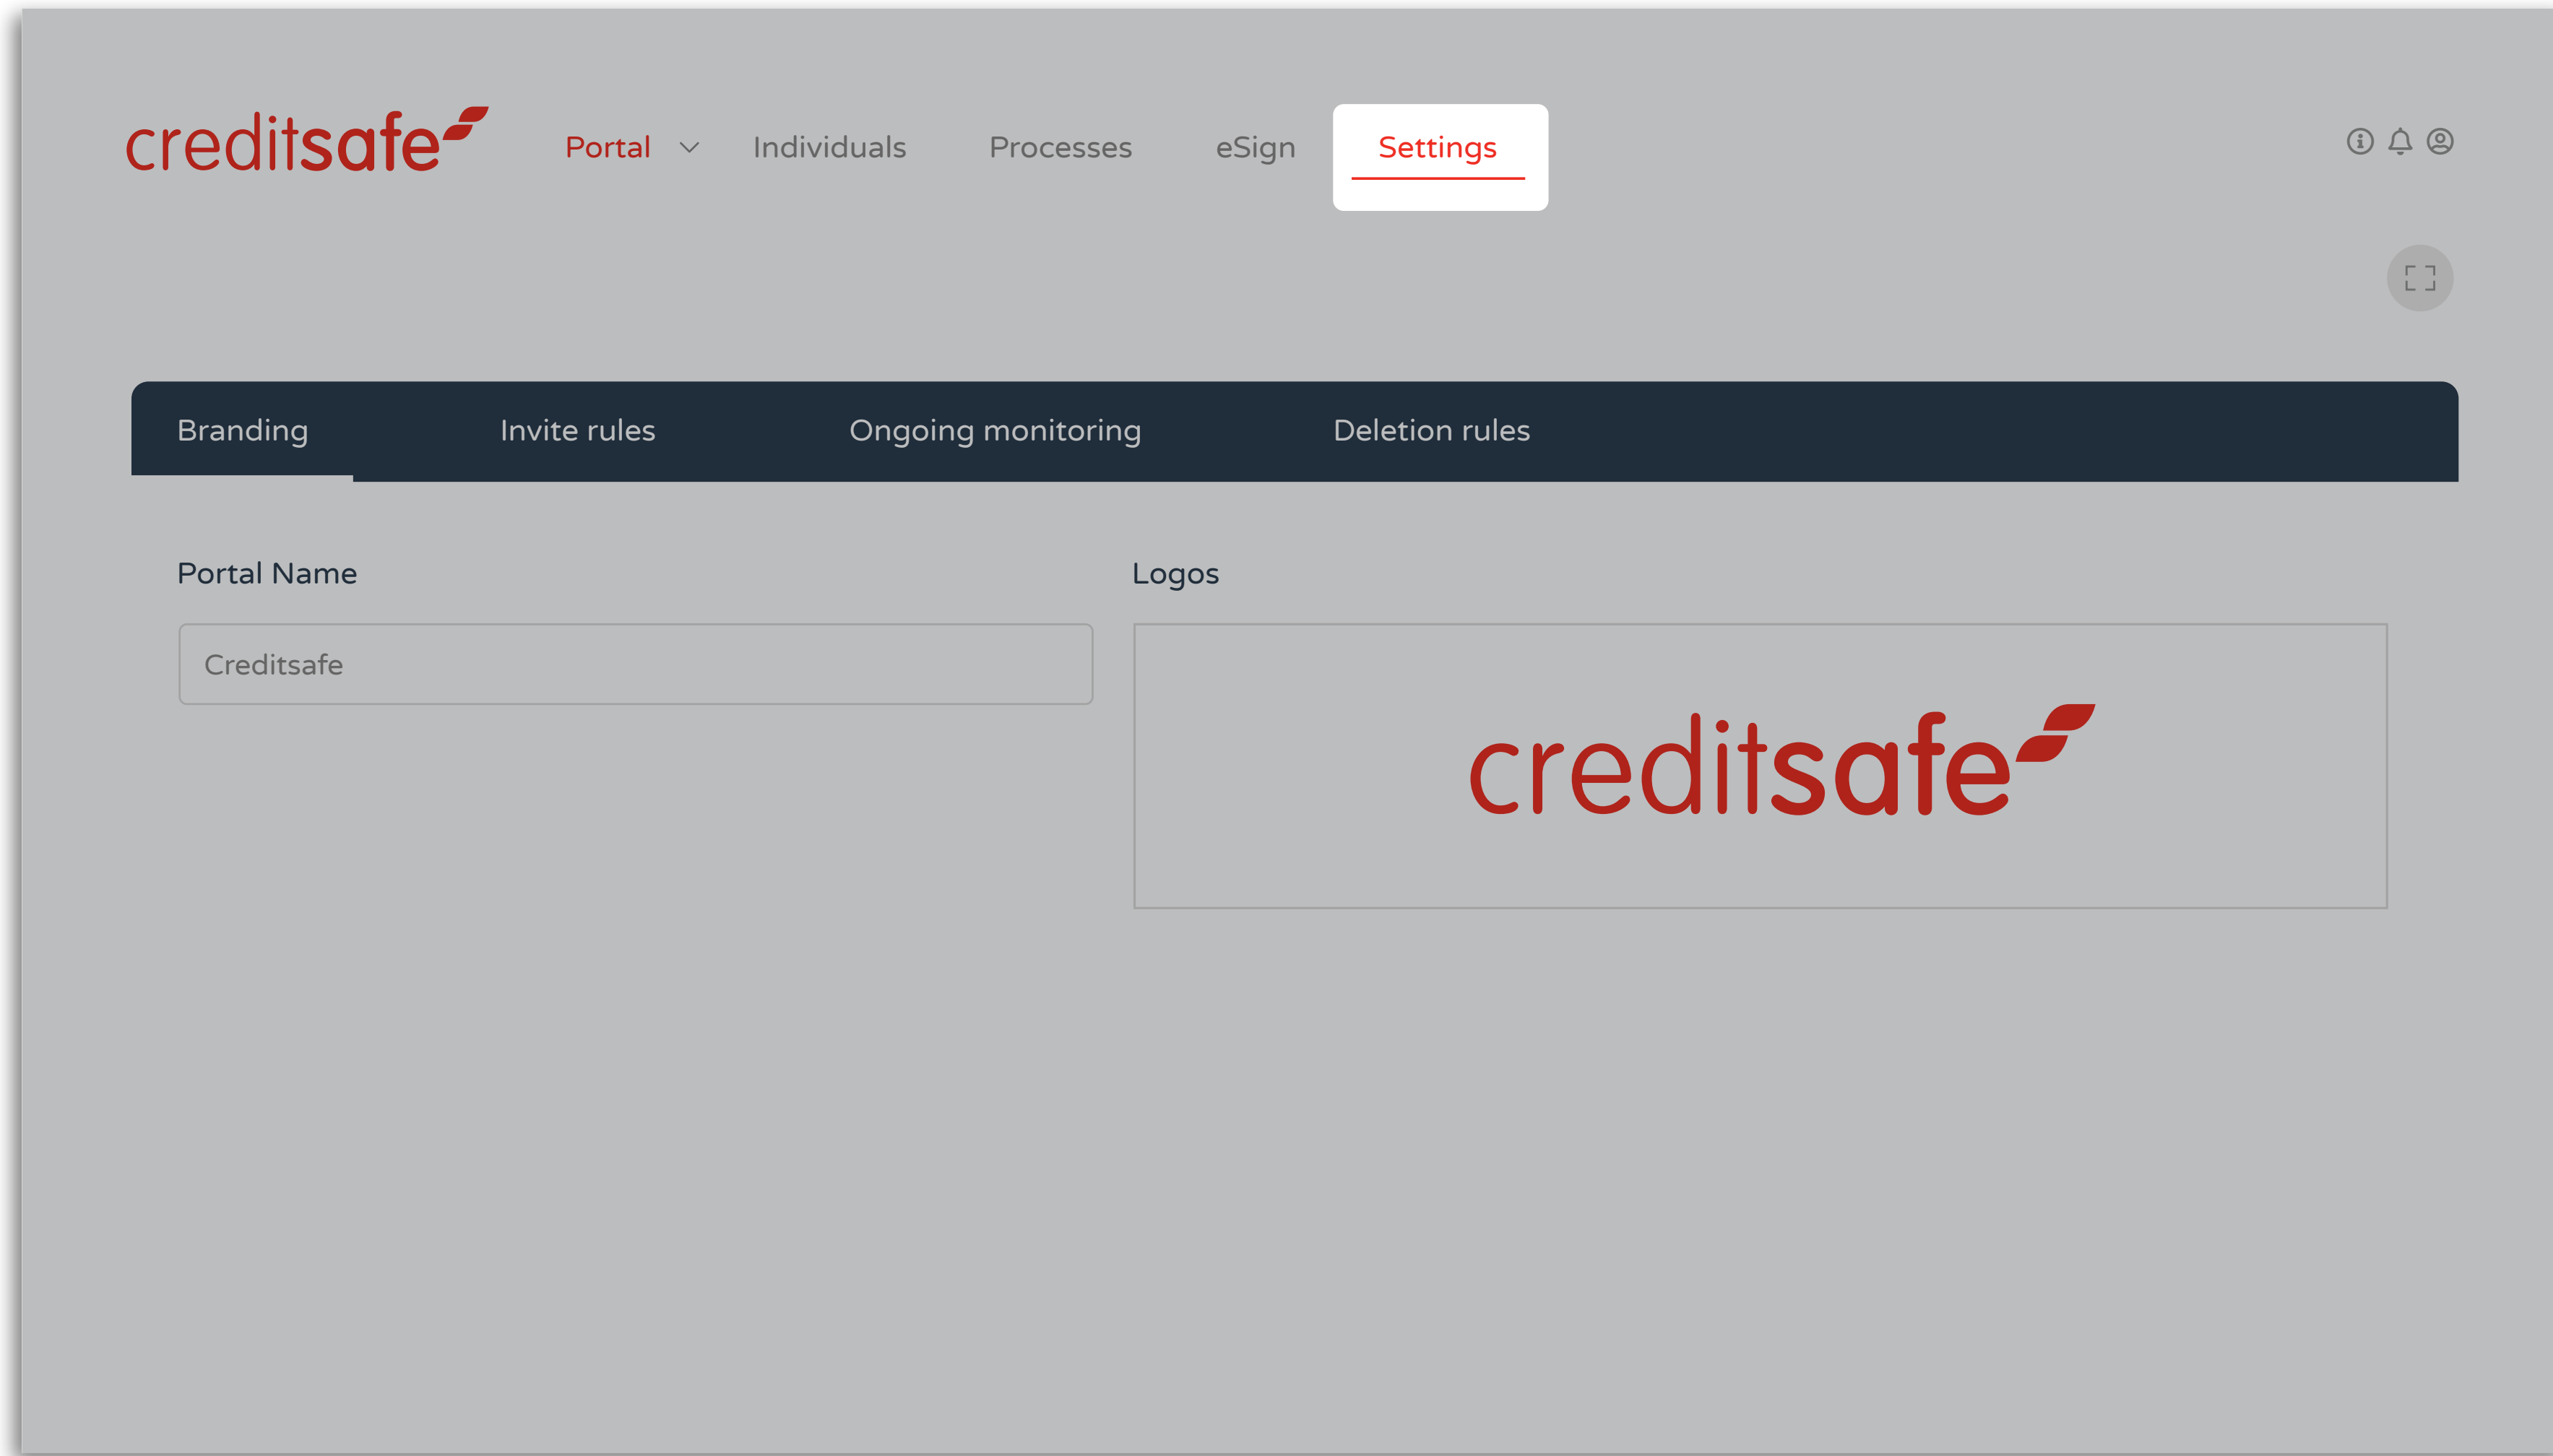 creditsafe Portal Individuals Processes eSign Settings
Branding Invite rules Ongoing monitoring Deletion rules
Portal Name Logos
Creditsafe
creditsafe